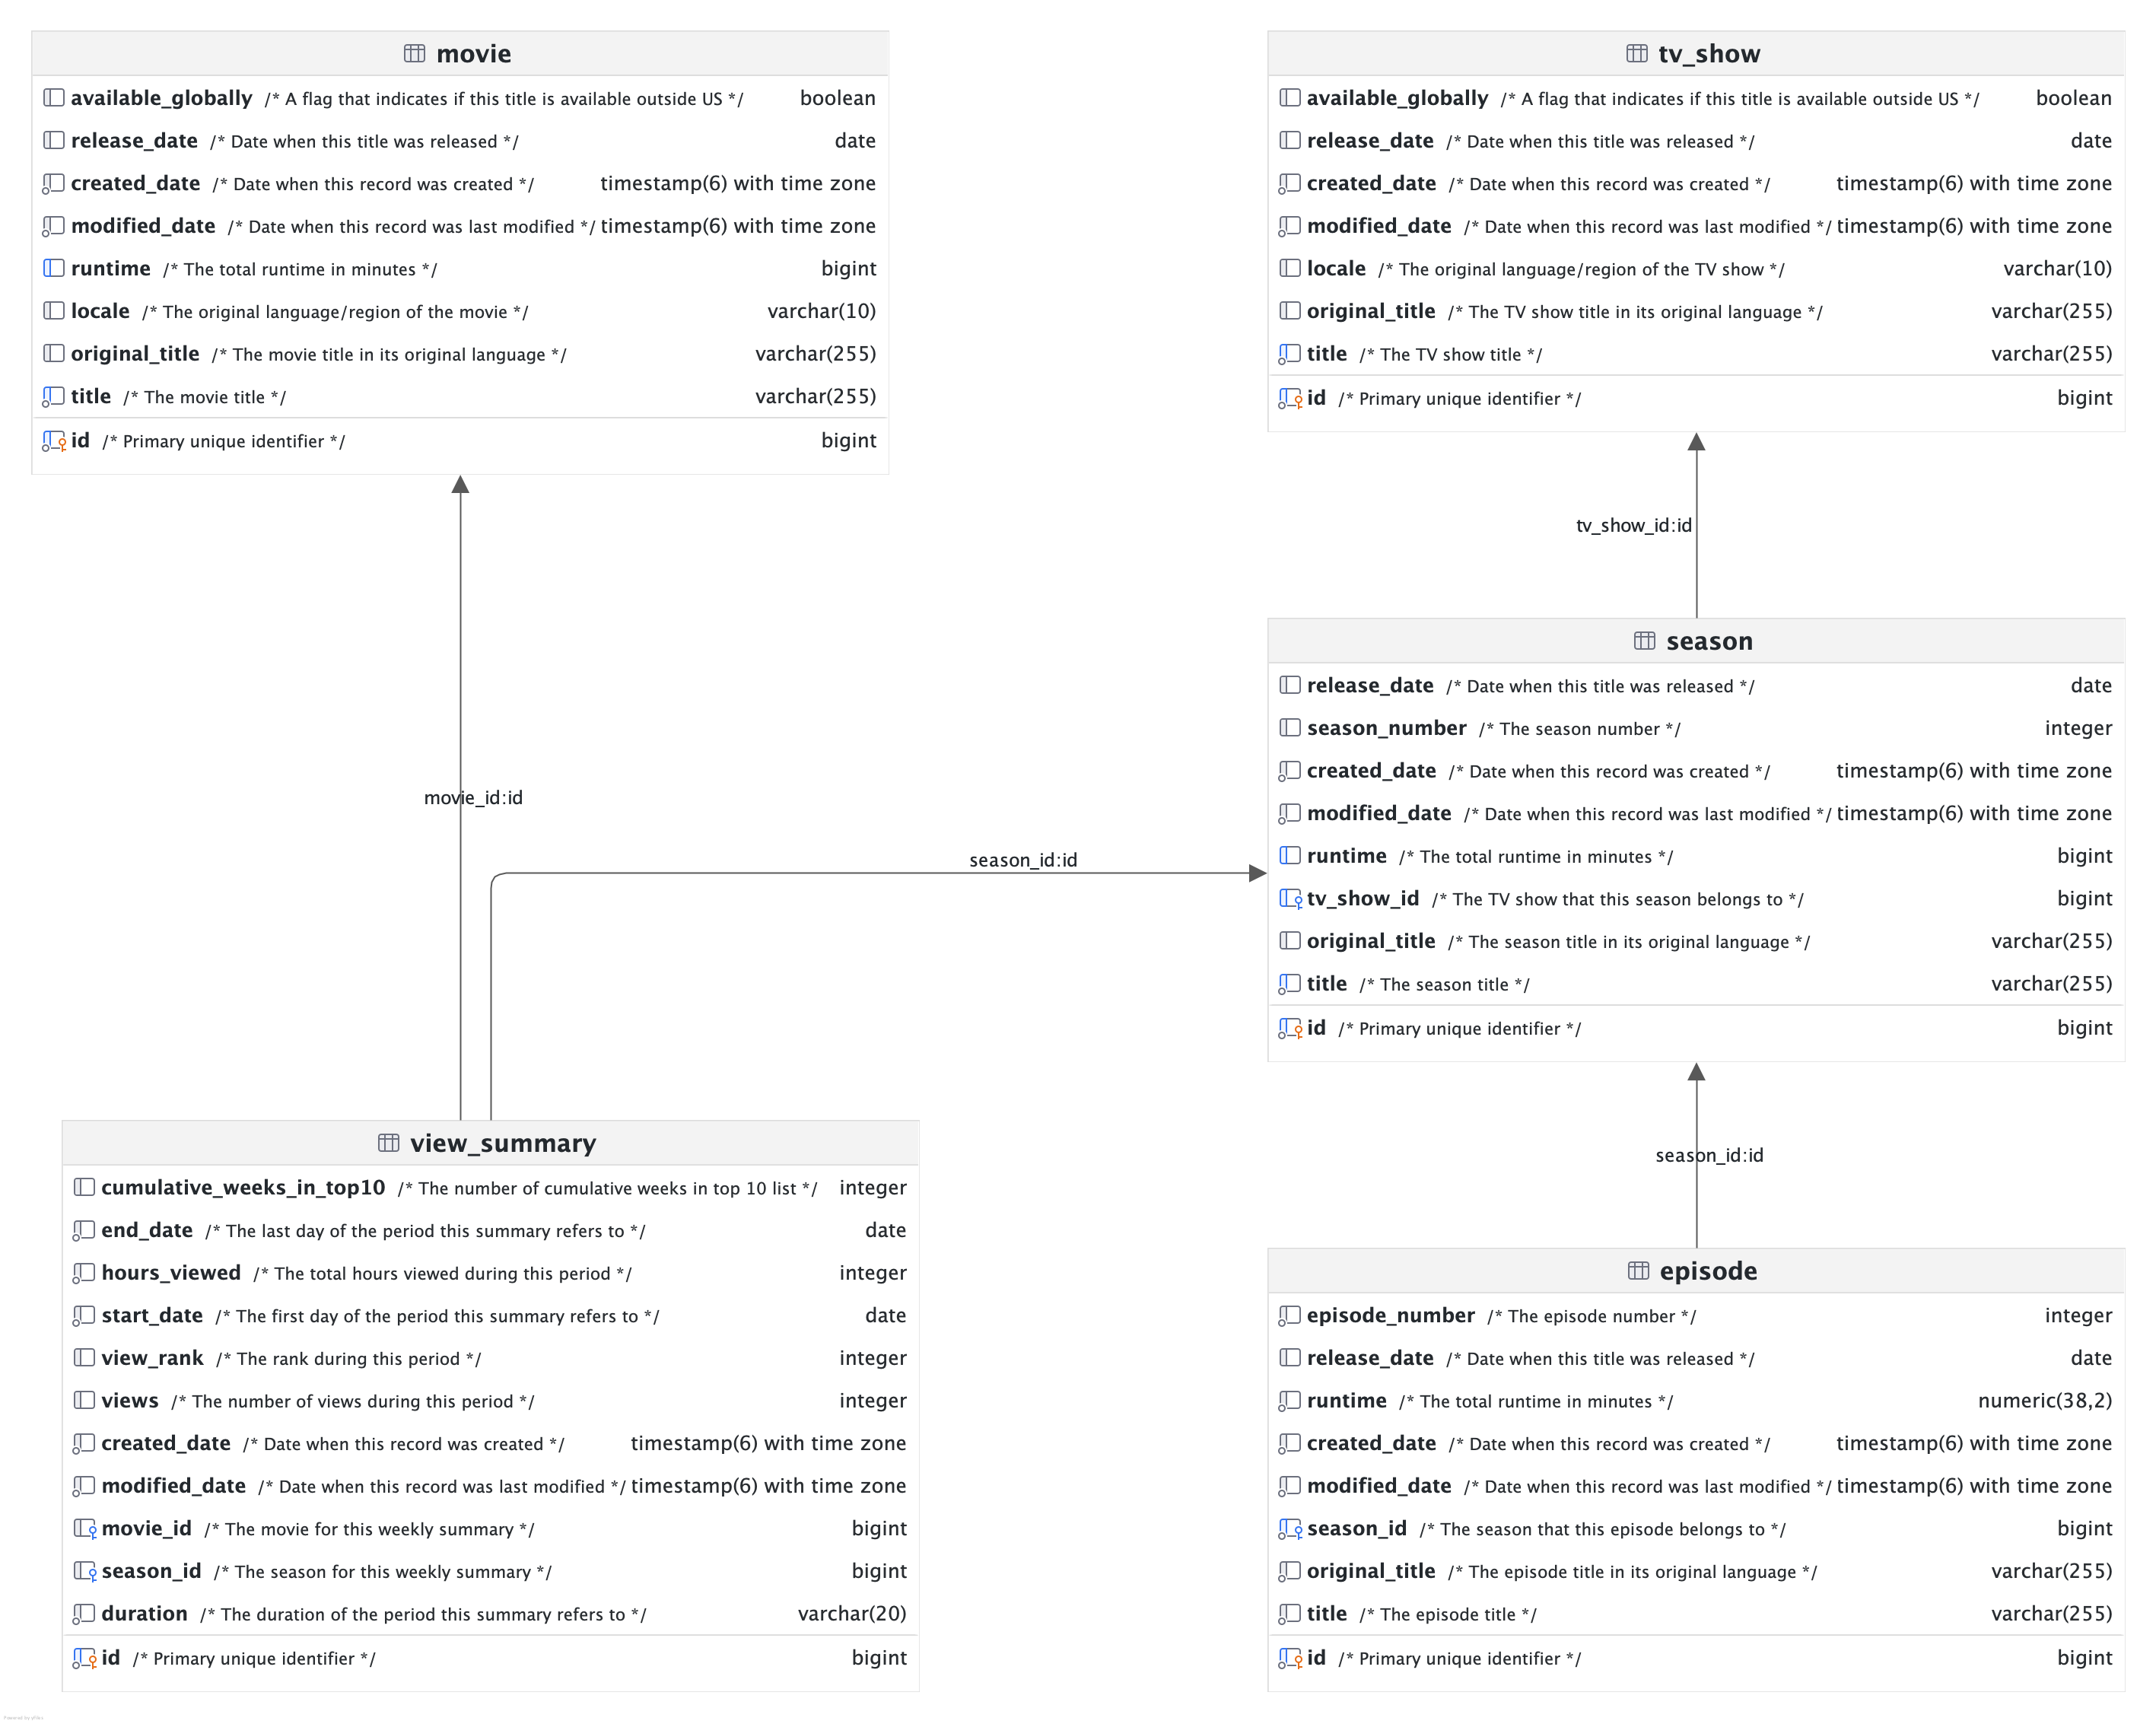 movie
available_globally /* A flag that indicates if this title is available outside US */ boolean
release_date /* Date when this title was released */ date
created_date /* Date when this record was created */ timestamp(6) with time zone
modified_date /* Date when this record was last modified */ timestamp(6) with time zone
runtime /* The total runtime in minutes */ bigint
locale /* The original language/region of the movie */ varchar(10)
original_title /* The movie title in its original language */ varchar(255)
title /* The movie title */ varchar(255)
id /* Primary unique identifier */ bigint
tv_show
available_globally /* A flag that indicates if this title is available outside US */ boolean
release_date /* Date when this title was released */ date
created_date /* Date when this record was created */ timestamp(6) with time zone
modified_date /* Date when this record was last modified */ timestamp(6) with time zone
locale /* The original language/region of the TV show */ varchar(10)
original_title /* The TV show title in its original language */ varchar(255)
title /* The TV show title */ varchar(255)
id /* Primary unique identifier */ bigint
tv_show_id:id
season
release_date /* Date when this title was released */ date
season_number /* The season number */ integer
created_date /* Date when this record was created */ timestamp(6) with time zone
modified_date /* Date when this record was last modified */ timestamp(6) with time zone
runtime /* The total runtime in minutes */ bigint
tv_show_id /* The TV show that this season belongs to */ bigint
original_title /* The season title in its original language */ varchar(255)
title /* The season title */ varchar(255)
id /* Primary unique identifier */ bigint
movie_id:id
season_id:id
view_summary
cumulative_weeks_in_top10 /* The number of cumulative weeks in top 10 list */ integer
end_date /* The last day of the period this summary refers to */ date
hours_viewed /* The total hours viewed during this period */ integer
start_date /* The first day of the period this summary refers to */ date
view_rank /* The rank during this period */ integer
views /* The number of views during this period */ integer
created_date /* Date when this record was created */ timestamp(6) with time zone
modified_date /* Date when this record was last modified */ timestamp(6) with time zone
movie_id /* The movie for this weekly summary */ bigint
season_id /* The season for this weekly summary */ bigint
duration /* The duration of the period this summary refers to */ varchar(20)
id /* Primary unique identifier */ bigint
season_id:id
episode
episode_number /* The episode number */ integer
release_date /* Date when this title was released */ date
runtime /* The total runtime in minutes */ numeric(38,2)
created_date /* Date when this record was created */ timestamp(6) with time zone
modified_date /* Date when this record was last modified */ timestamp(6) with time zone
season_id /* The season that this episode belongs to */ bigint
original_title /* The episode title in its original language */ varchar(255)
title /* The episode title */ varchar(255)
id /* Primary unique identifier */ bigint
Powered by yFiles